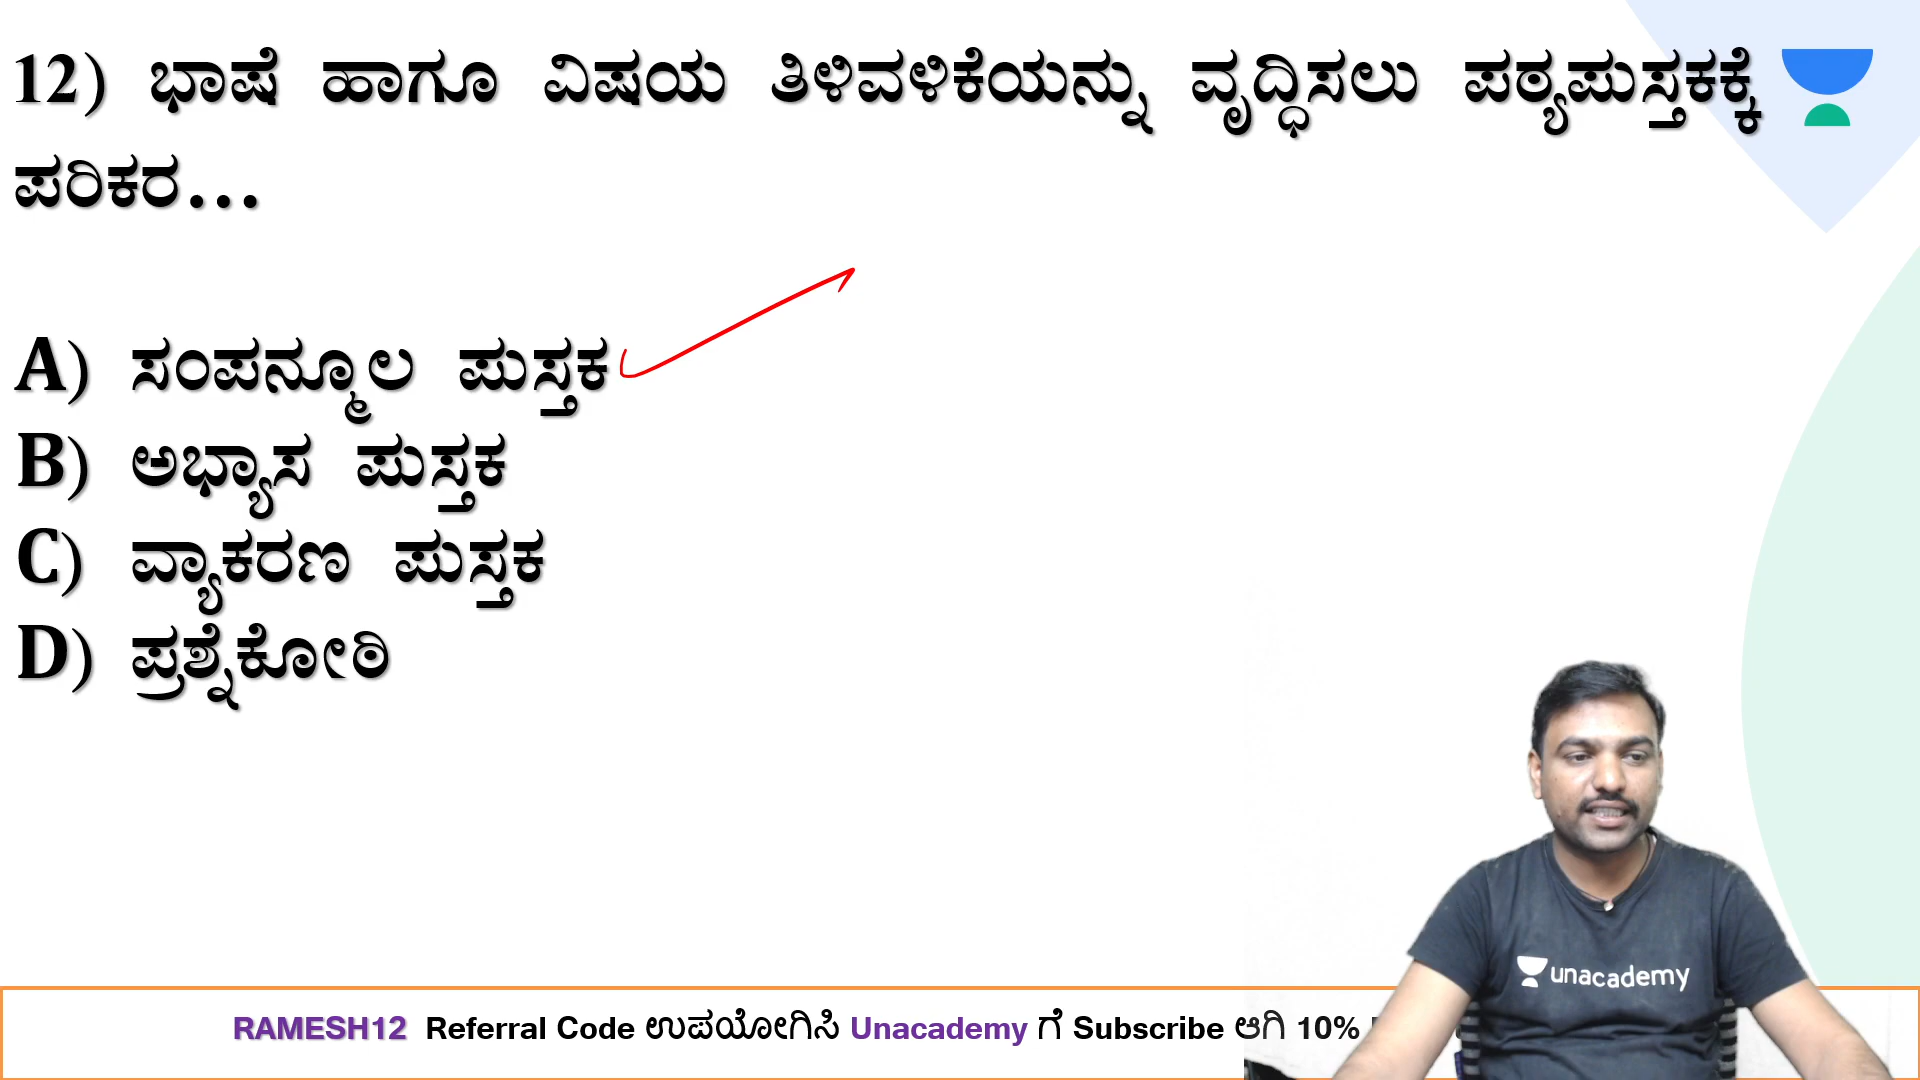 12) ಭಾಷೆ ಹಾಗೂ ವಿಷಯ ತಿಳಿವಳಿಕೆಯನ್ನು ವೃದ್ಧಿಸಲು ಪಠ್ಯಪುಸ್ತಕಕ್ಕೆ
ಪರಿಕರ...
A) ಸಂಪನ್ಮೂಲ ಪುಸ್ತಕ
B) ಅಭ್ಯಾಸ ಪುಸ್ತಕ
C) ವ್ಯಾಕರಣ ಪುಸ್ತಕ
D) ಪ್ರಶ್ನೆಕೋಠಿ
unacademy
RAMESH12 Referral Code ಉಪಯೋಗಿಸಿ Unacademy ಗೆ Subscribe ಆಗಿ 10%